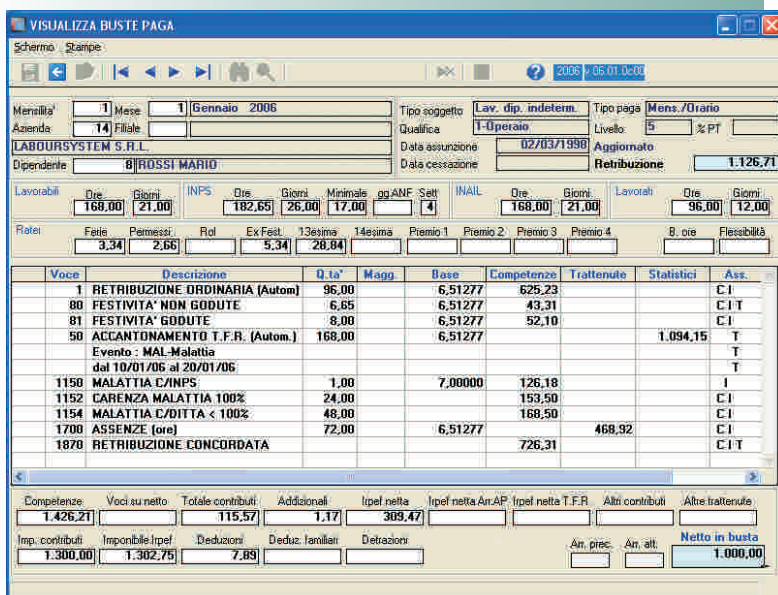 VISUALIZZA BUSTE PAGA
Schermo Stampe
2006 v.06.01.0c00
Mensilita' 1 Mese 1 Gennaio 2006 Tipo soggetto Lav. dip. indeterm. Tipo paga Mens./Orario
Azienda 14 Filiale Qualifica 1-Operaio Livello 5 % PT
LABOURSYSTEM S.R.L. Data assunzione 02/03/1998 Aggiornato
Dipendente 8 ROSSI MARIO Data cessazione Retribuzione 1.126,71
Lavorabili Ore Giorni INPS Ore Giorni Minimale gg ANF Sett INAIL Ore Giorni Lavorati Ore Giorni
168,00 21,00 182,65 26,00 17,00 4 168,00 21,00 96,00 12,00
Ratei Ferie Permessi Rol Ex Fest. 13esima 14esima Premio 1 Premio 2 Premio 3 Premio 4 B. ore Flessibilità
3,34 2,66 5,34 28,84
Voce Descrizione Q.ta' Magg. Base Competenze Trattenute Statistici Ass.
1 RETRIBUZIONE ORDINARIA (Autom) 96,00 6,51277 625,23 C I
80 FESTIVITA' NON GODUTE 6,65 6,51277 43,31 C I T
81 FESTIVITA' GODUTE 8,00 6,51277 52,10 C I
50 ACCANTONAMENTO T.F.R. (Autom.) 168,00 6,51277 1.094,15 T
Evento : MAL-Malattia T
dal 10/01/06 al 20/01/06 T
1150 MALATTIA C/INPS 1,00 7,00000 126,18 I
1152 CARENZA MALATTIA 100% 24,00 153,50 C I
1154 MALATTIA C/DITTA < 100% 48,00 168,50 C I
1700 ASSENZE (ore) 72,00 6,51277 468,92 C I
1870 RETRIBUZIONE CONCORDATA 726,31 C I T
Competenze Voci su netto Totale contributi Addizionali Irpef netta Irpef netta Arr.AP Irpef netta T.F.R Altri contributi Altre trattenute
1.426,21 115,57 1,17 309,47
Imp. contributi Imponibile Irpef Deduzioni Deduz. familiari Detrazioni Arr. prec. Arr. att. Netto in busta
1.300,00 1.302,75 7,89 1.000,00